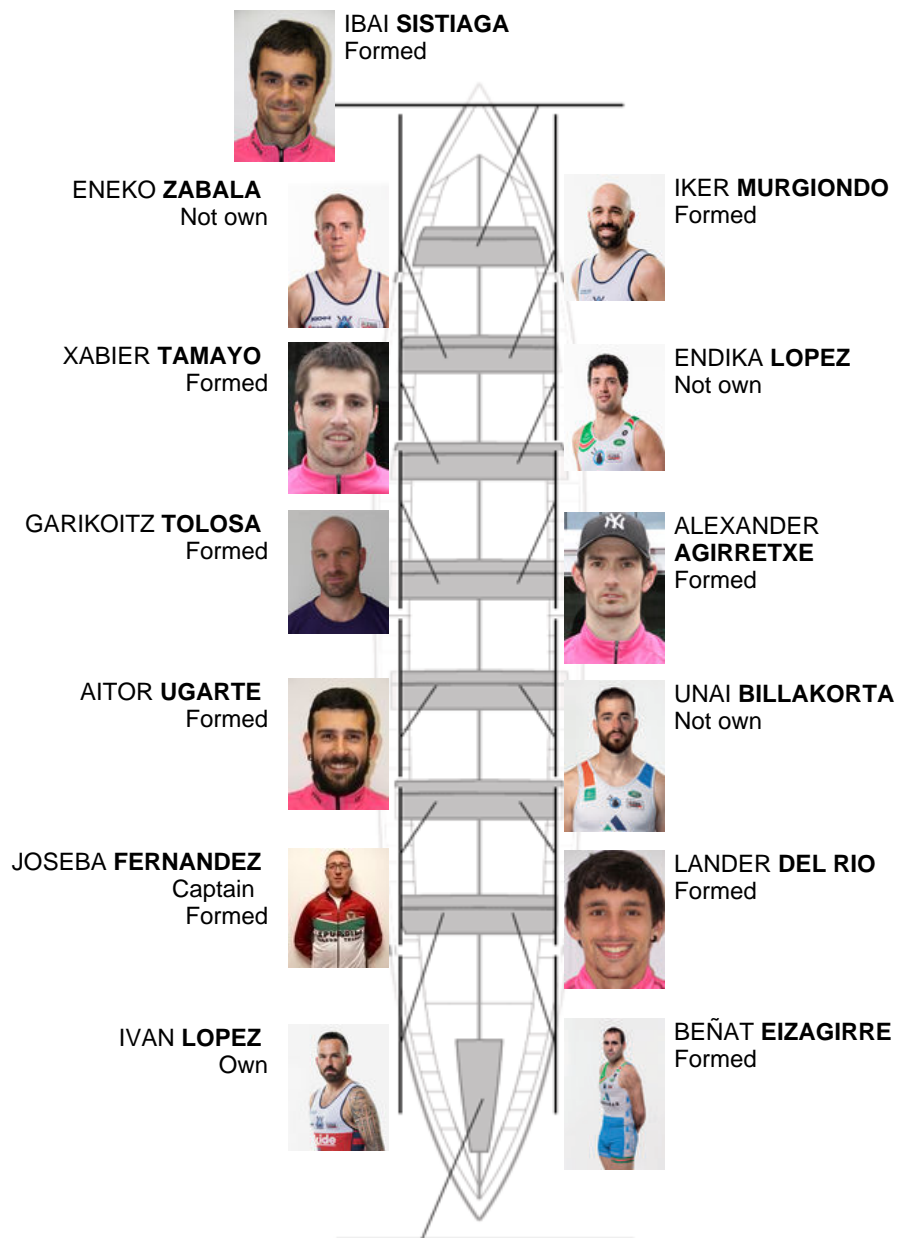 IBAI SISTIAGA
Formed
ENEKO ZABALA
Not own
IKER MURGIONDO
Formed
XABIER TAMAYO
Formed
ENDIKA LOPEZ
Not own
GARIKOITZ TOLOSA
Formed
ALEXANDER
AGIRRETXE
Formed
AITOR UGARTE
Formed
UNAI BILLAKORTA
Not own
JOSEBA FERNANDEZ
Captain
Formed
LANDER DEL RIO
Formed
IVAN LOPEZ
Own
BEÑAT EIZAGIRRE
Formed